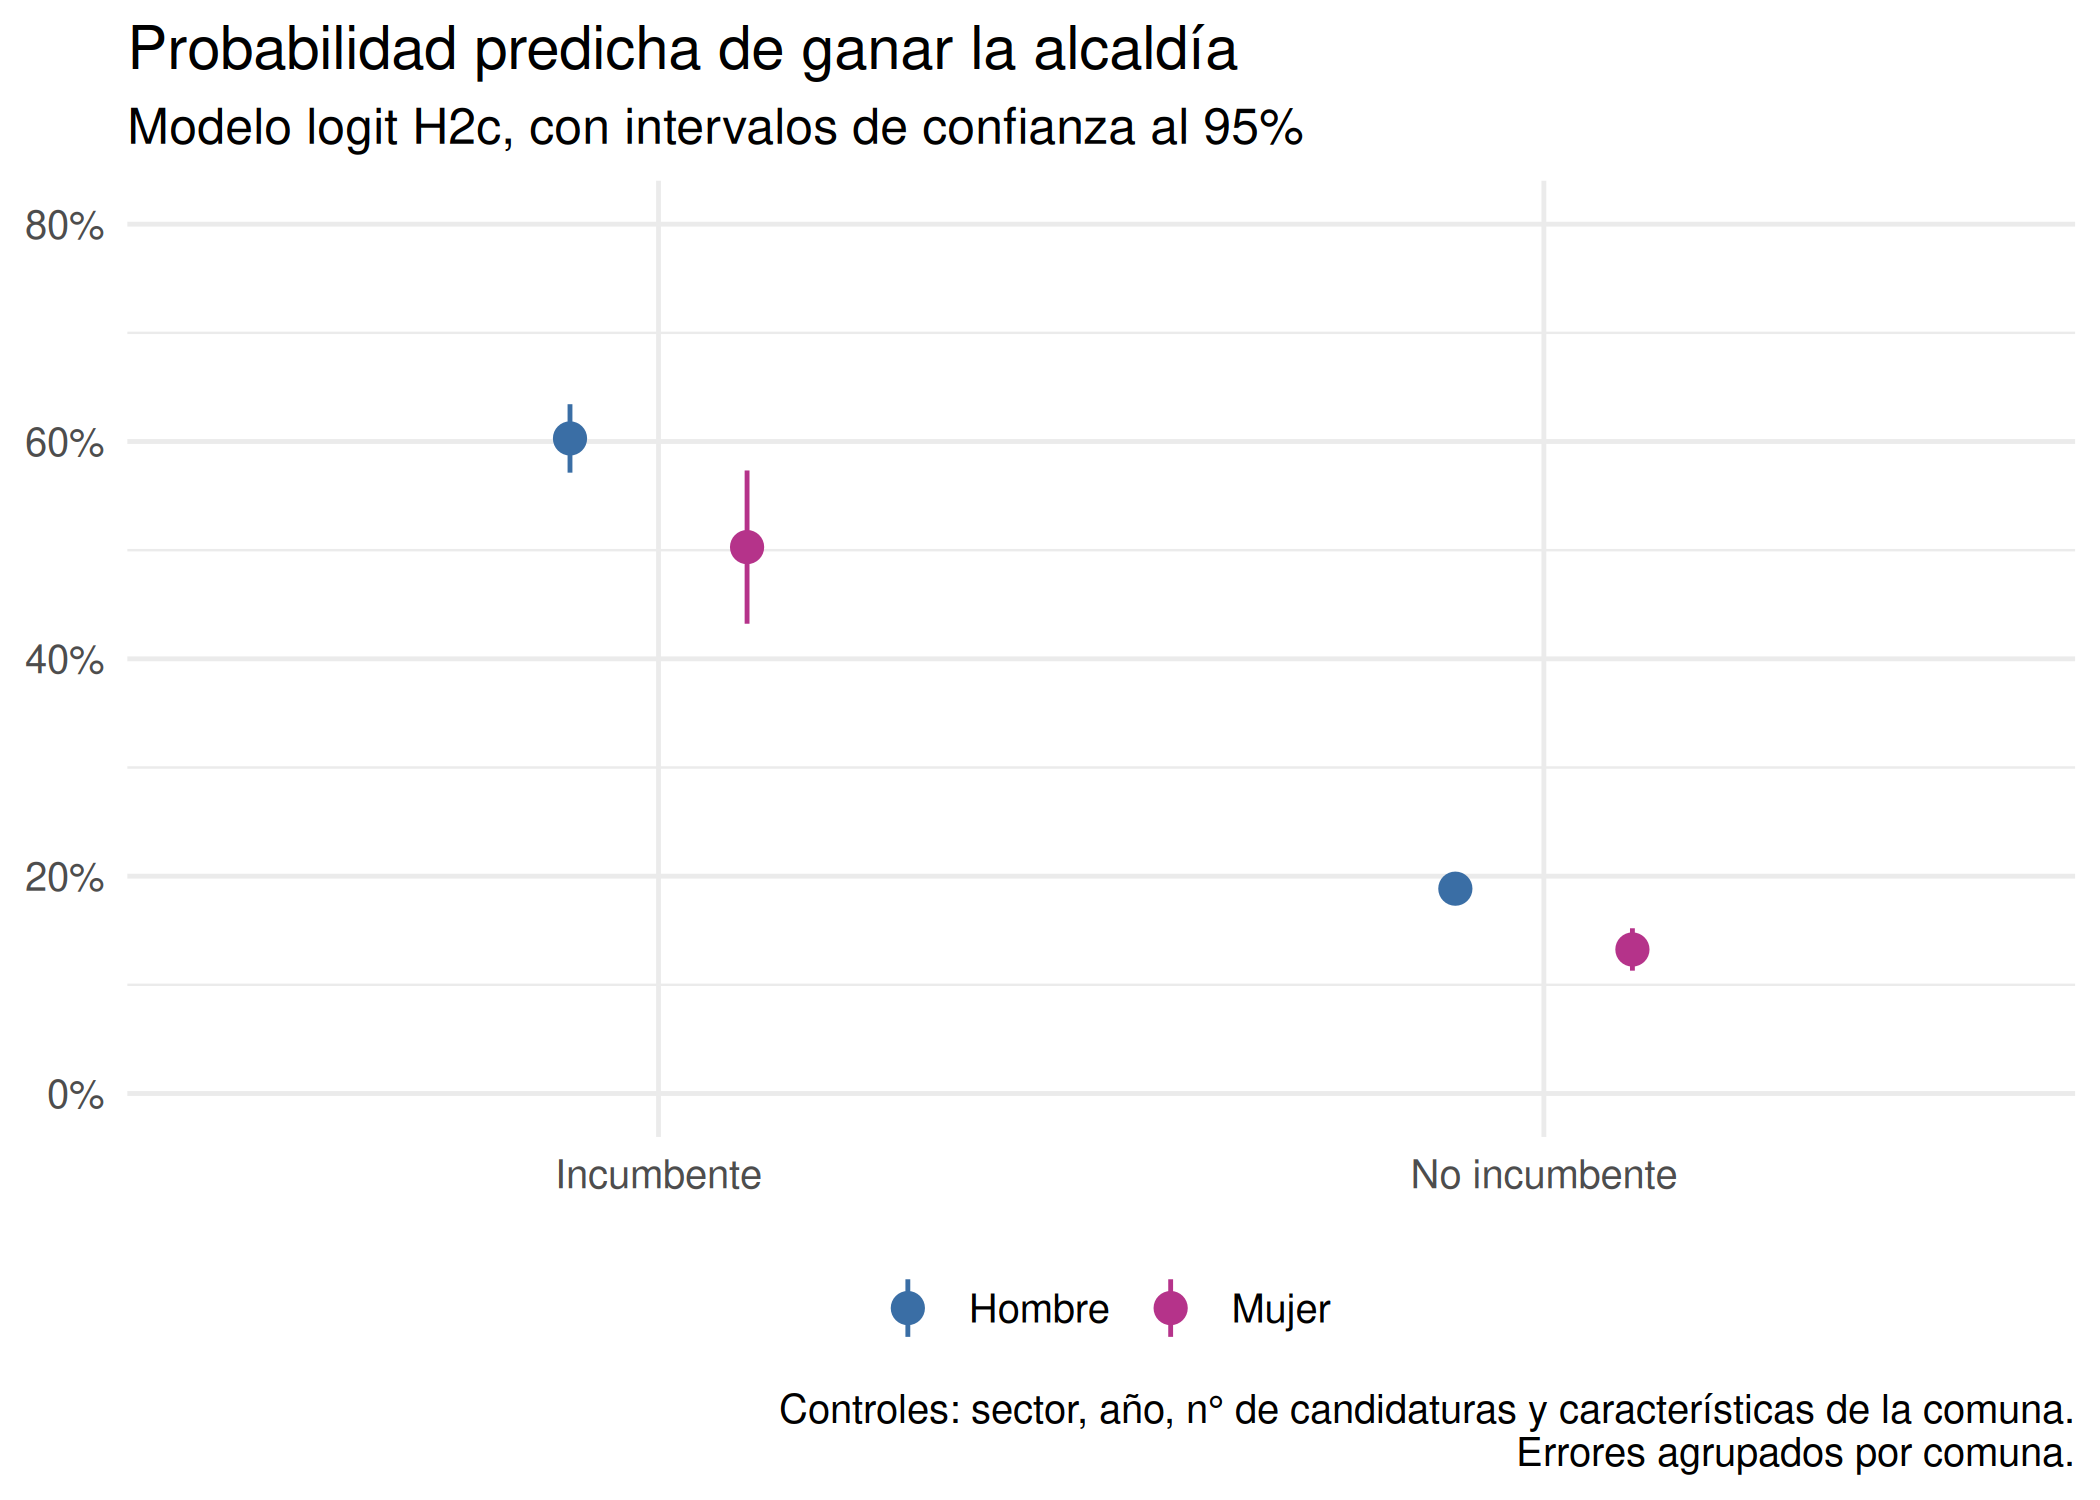 Probabilidad predicha de ganar la alcaldía
Modelo logit H2c, con intervalos de confianza al 95%
80%
60%
40%
20%
0%
Incumbente
No incumbente
Hombre
Mujer
Controles: sector, año, n° de candidaturas y características de la comuna.
Errores agrupados por comuna.